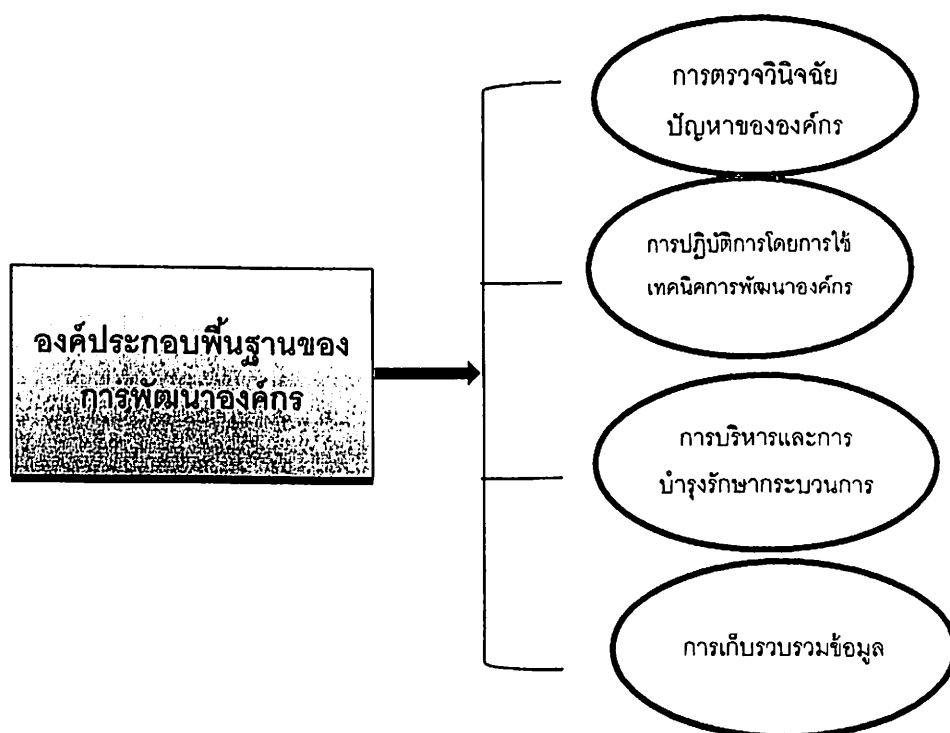 การตรวจวินิจฉัย
ปัญหาขององค์กร
การปฏิบัติการโดยการใช้
เทคนิคการพัฒนาองค์กร
องค์ประกอบพื้นฐานของ
การพัฒนาองค์กร
การบริหารและการ
บำรุงรักษากระบวนการ
การเก็บรวบรวมข้อมูล